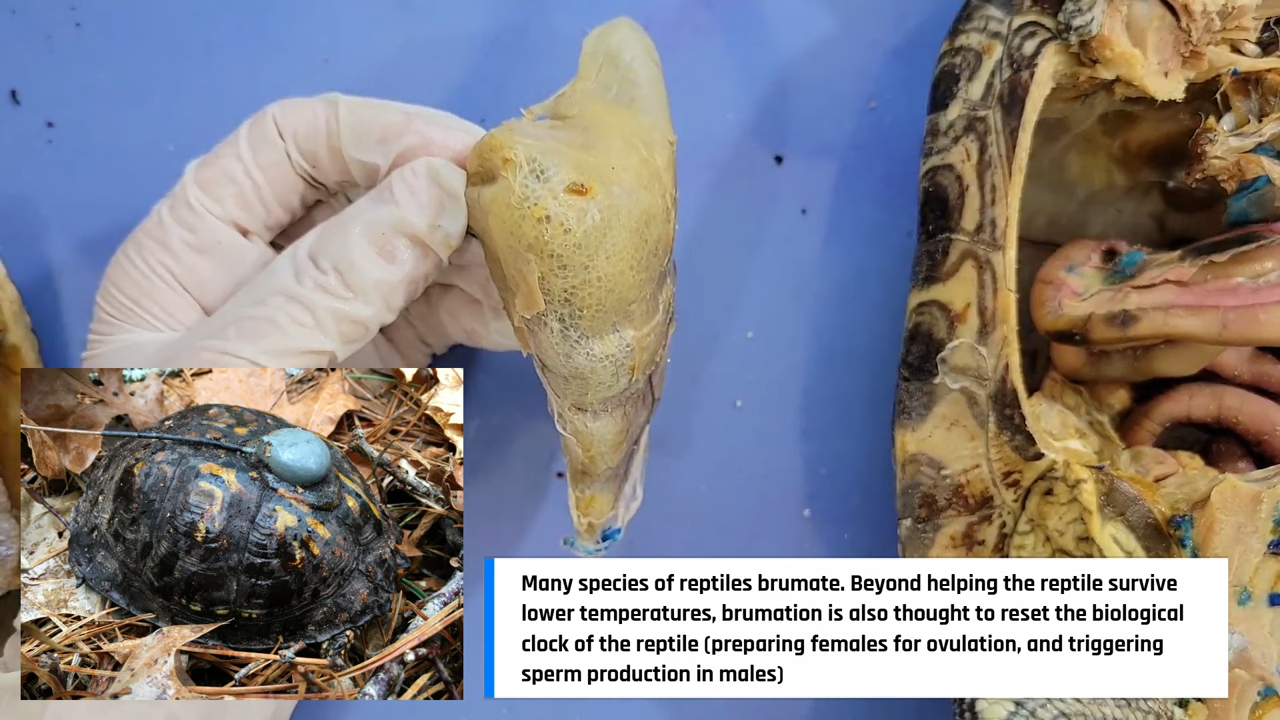 Many species of reptiles brumate. Beyond helping the reptile survive
lower temperatures, brumation is also thought to reset the biological
clock of the reptile (preparing females for ovulation, and triggering
sperm production in males)